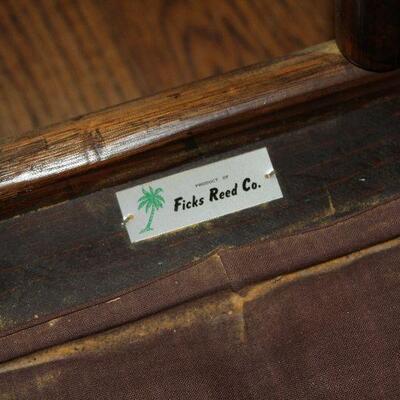 PRODUCT OF
Ficks Reed Co.